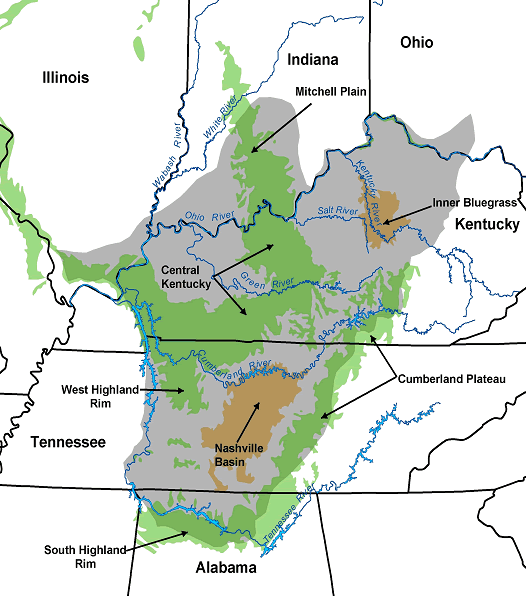 Ohio
Indiana
Illinois
Mitchell Plain
White River
Wabash River
Kentucky River
Inner Bluegrass
Ohio River
Salt River
Kentucky
Central
Kentucky
Green River
Cumberland River
Cumberland Plateau
West Highland
Rim
Tennessee
Nashville
Basin
Tennessee River
South Highland
Rim
Alabama